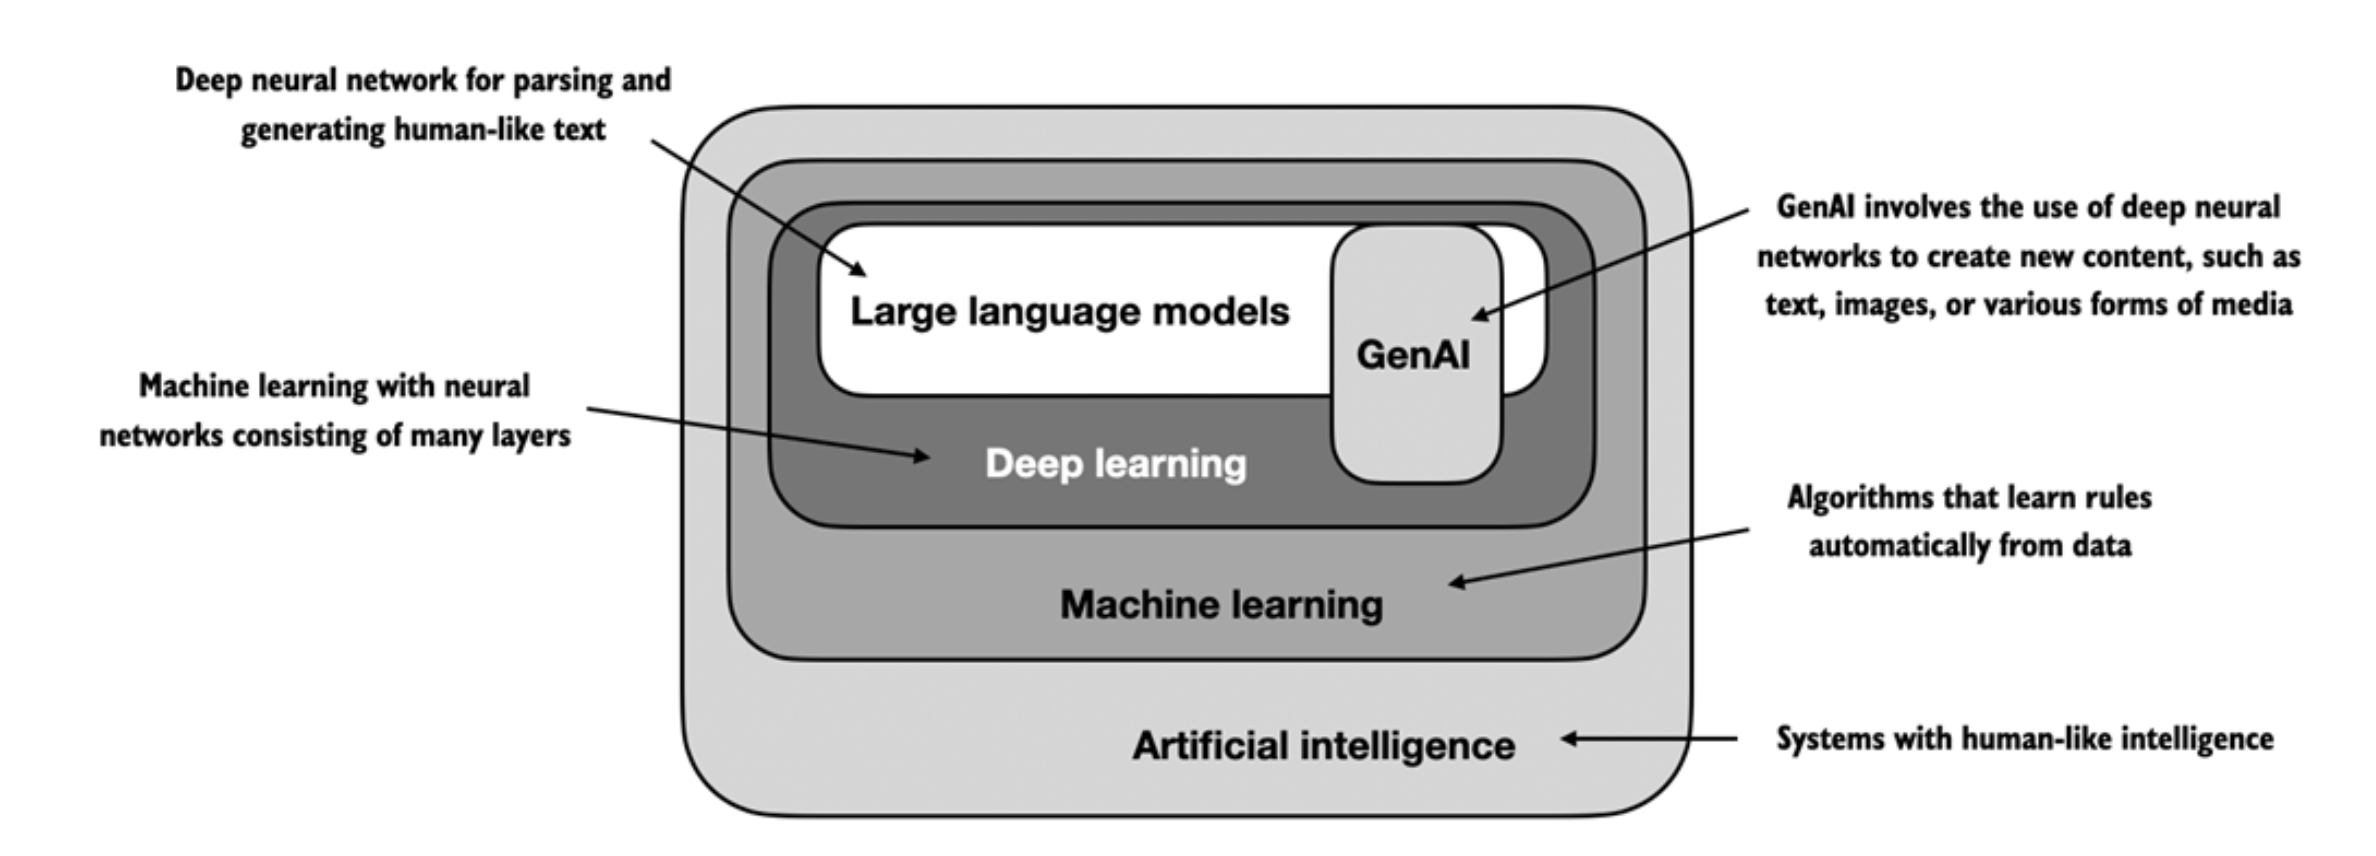 Deep neural network for parsing and
generating human-like text
GenAI involves the use of deep neural
networks to create new content, such as
text, images, or various forms of media
Large language models
GenAI
Machine learning with neural
networks consisting of many layers
Deep learning
Algorithms that learn rules
automatically from data
Machine learning
Artificial intelligence
Systems with human-like intelligence